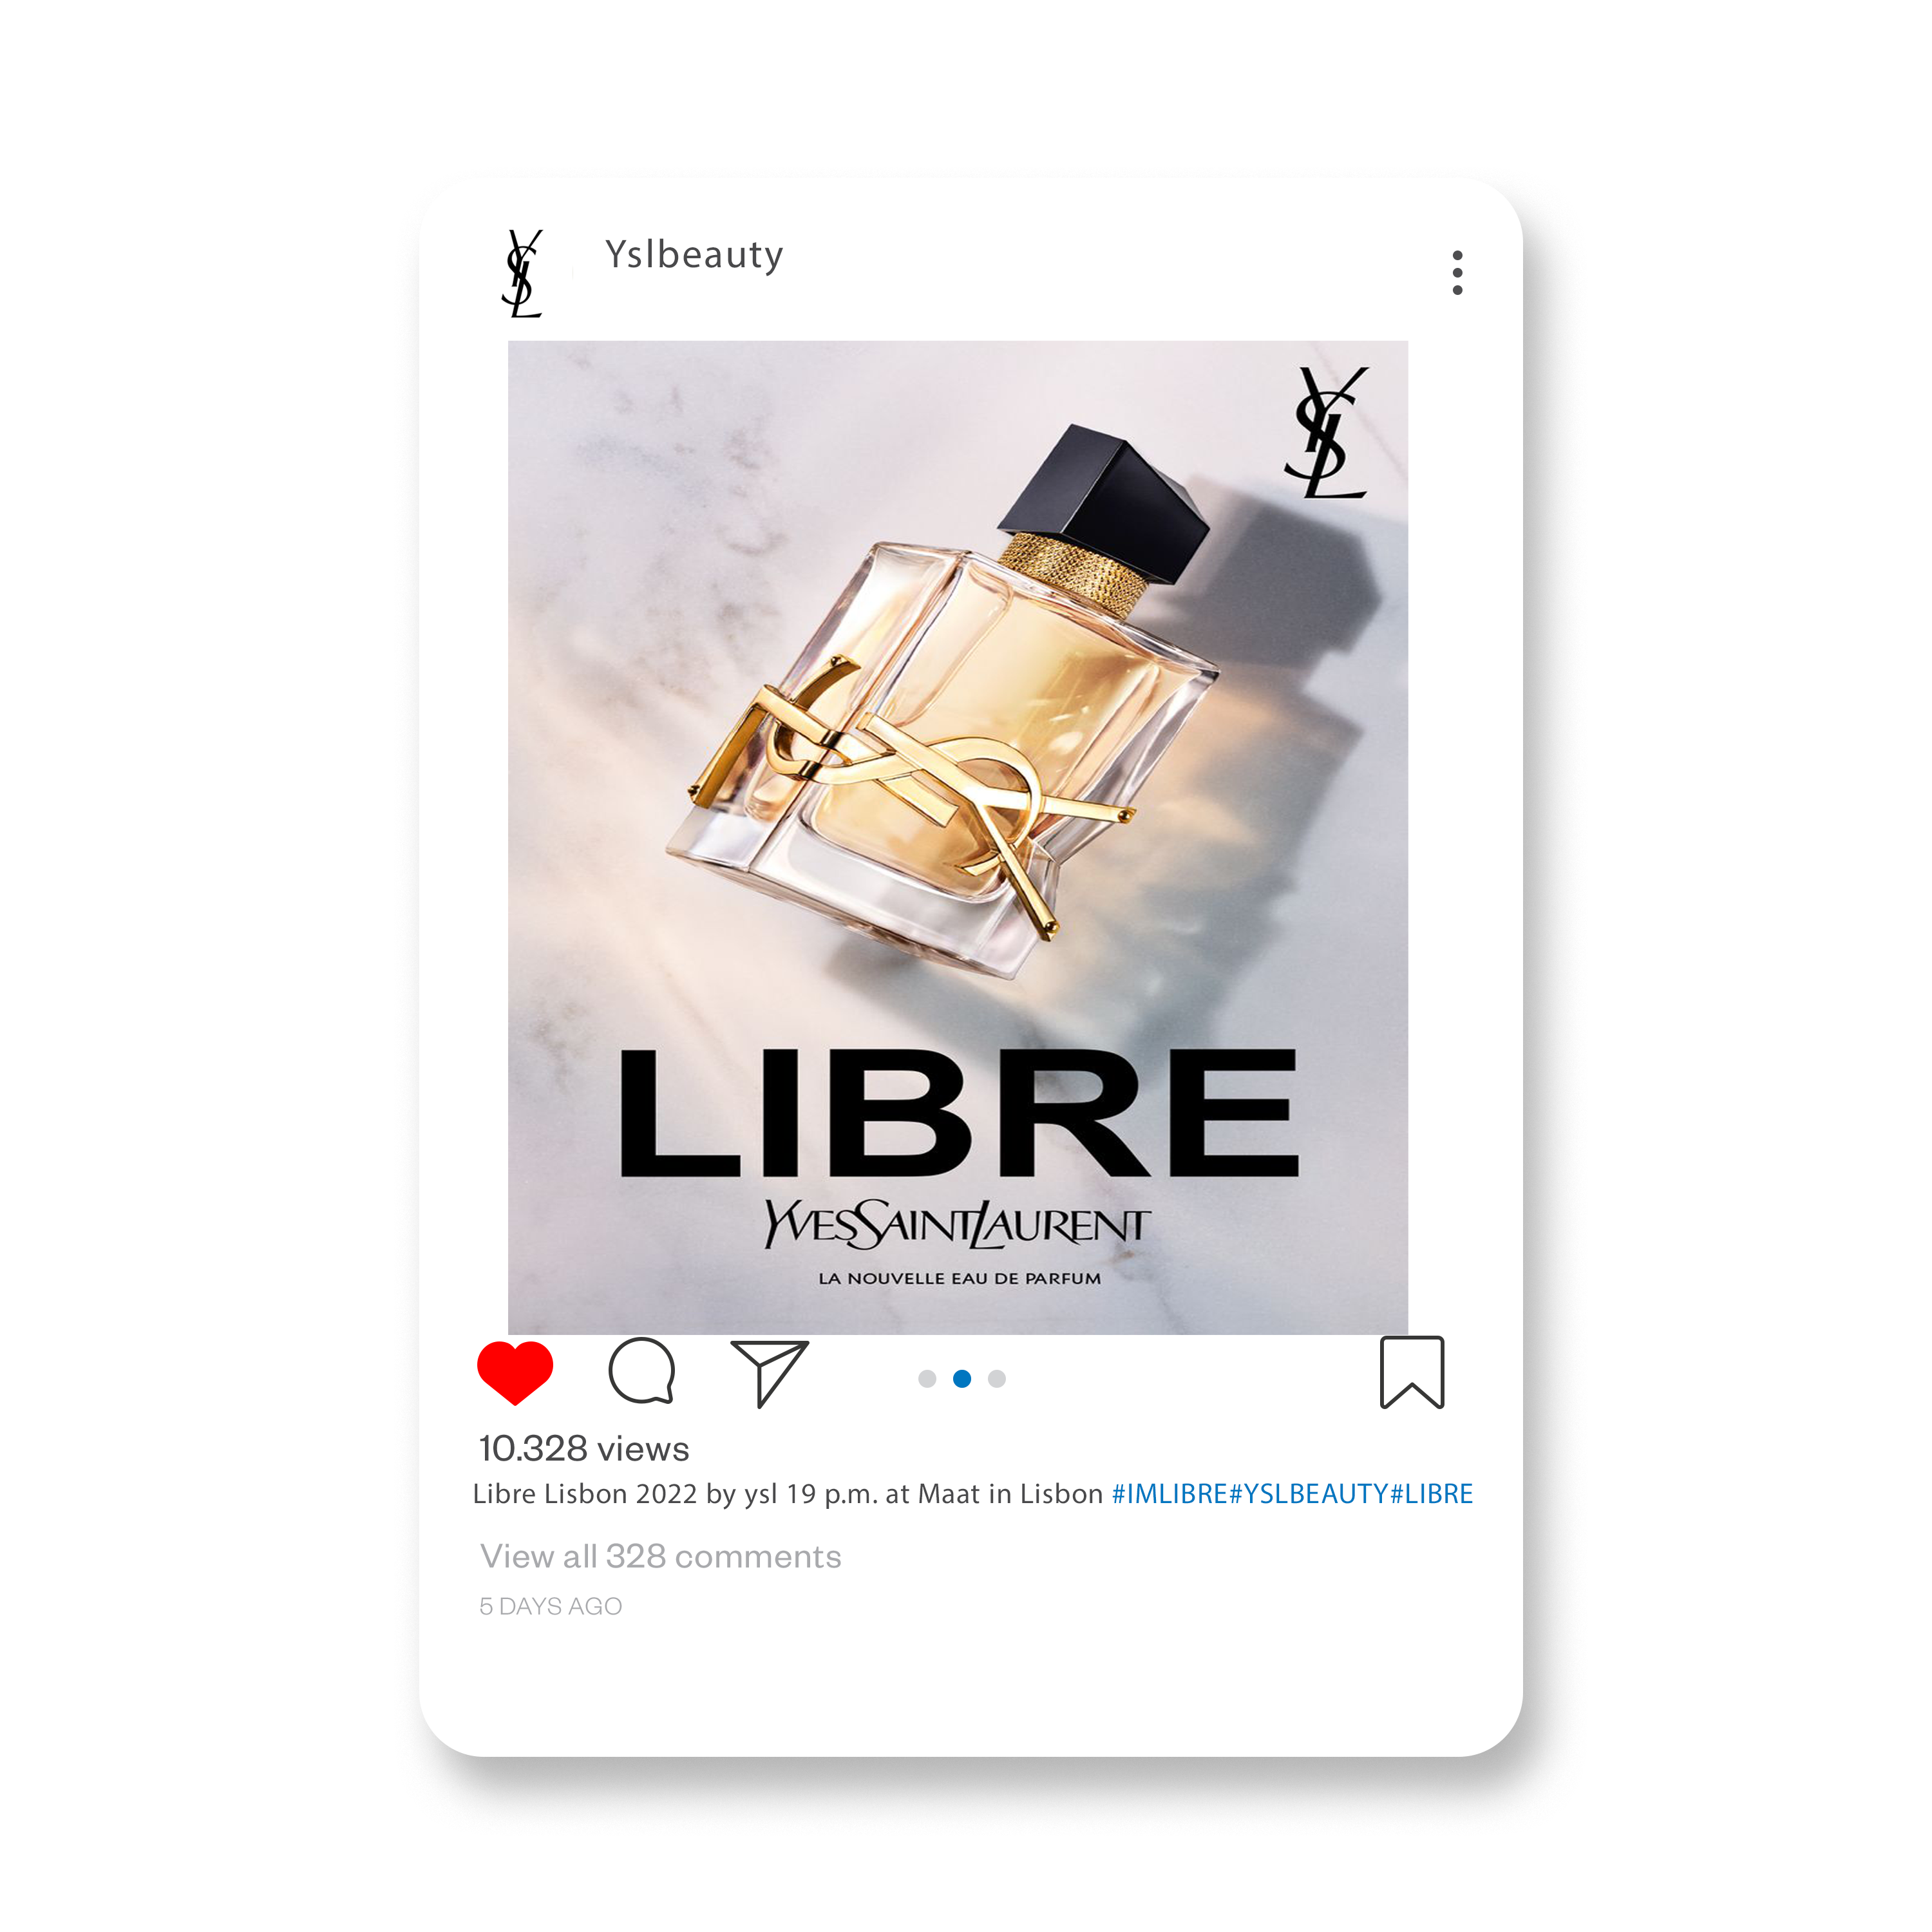 YSL
Yslbeauty
YSL
LIBRE
YVESSAINTLAURENT
LA NOUVELLE EAU DE PARFUM
10.328 views
Libre Lisbon 2022 by ysl 19 p.m. at Maat in Lisbon #IMLIBRE#YSLBEAUTY#LIBRE
View all 328 comments
5 DAYS AGO